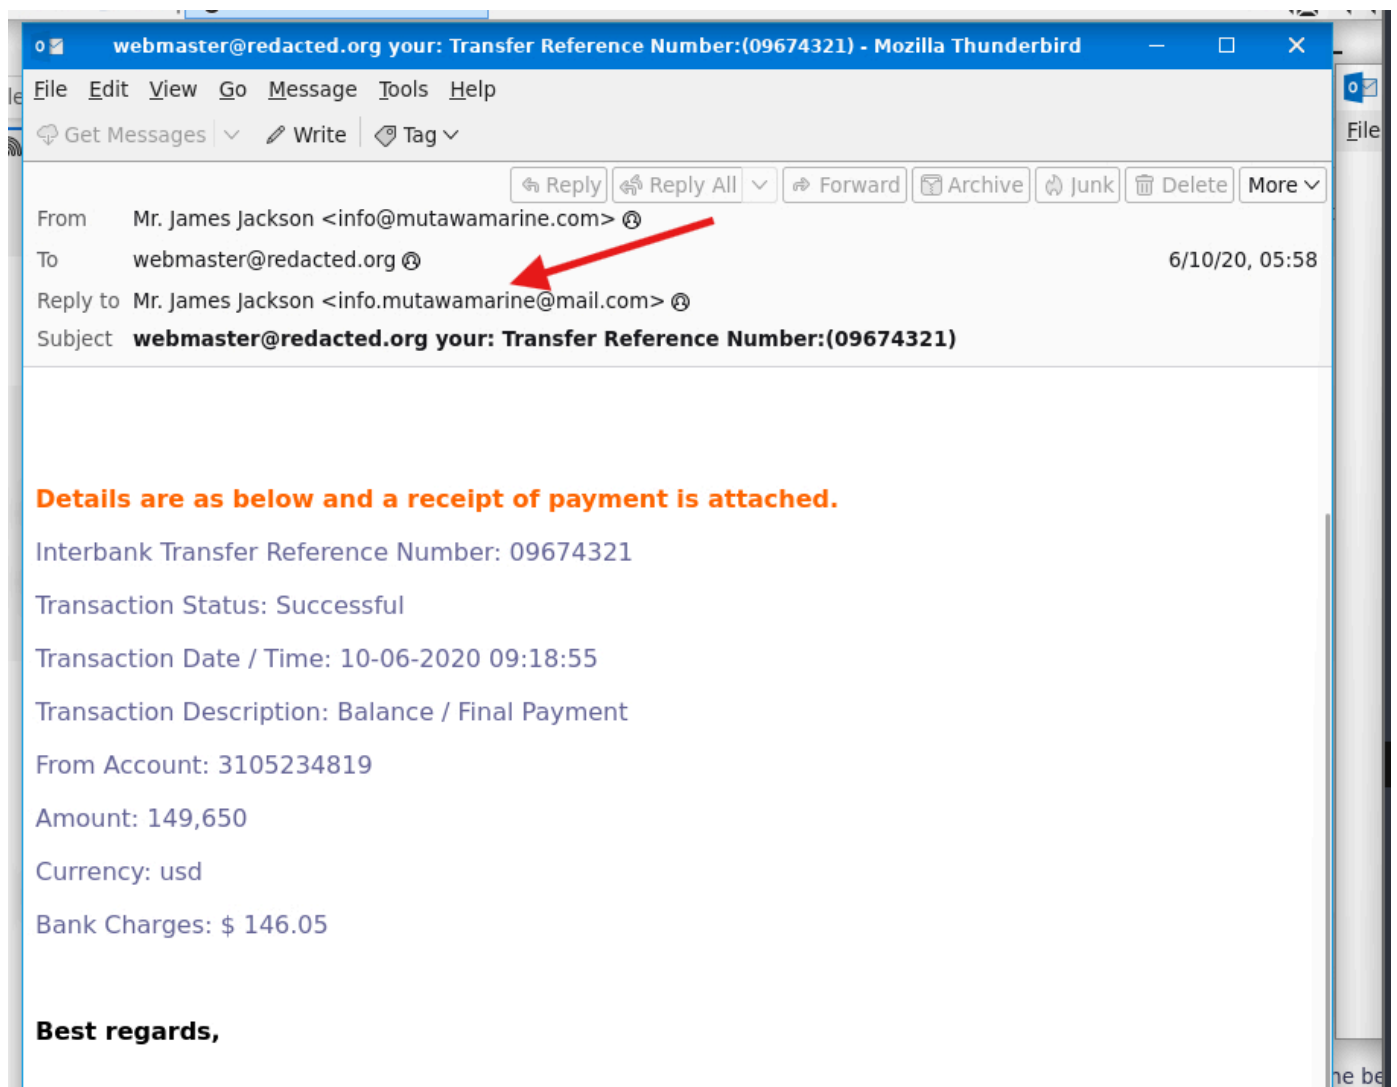 webmaster@redacted.org your: Transfer Reference Number:(09674321) - Mozilla Thunderbird
File Edit View Go Message Tools Help
File
Get Messages Write Tag
Reply Reply All Forward Archive Junk Delete More
From Mr. James Jackson <info@mutawamarine.com>
To webmaster@redacted.org 6/10/20, 05:58
Reply to Mr. James Jackson <info.mutawamarine@mail.com>
Subject webmaster@redacted.org your: Transfer Reference Number:(09674321)
Details are as below and a receipt of payment is attached.
Interbank Transfer Reference Number: 09674321
Transaction Status: Successful
Transaction Date / Time: 10-06-2020 09:18:55
Transaction Description: Balance / Final Payment
From Account: 3105234819
Amount: 149,650
Currency: usd
Bank Charges: $ 146.05
Best regards,